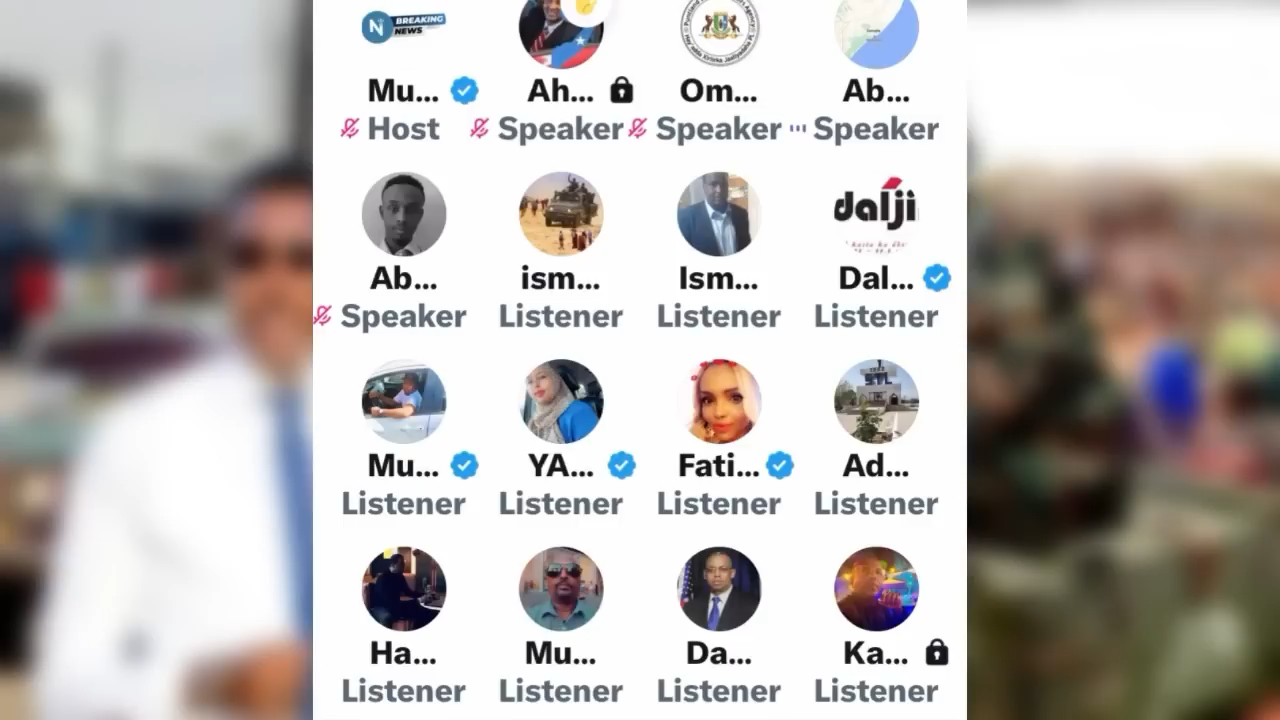 N BREAKING NEWS
Mu... Ah... Om... Ab...
Host Speaker Speaker Speaker
dalji
Ab... ism... Ism... Dal...
Speaker Listener Listener Listener
Mu... YA... Fati... Ad...
Listener Listener Listener Listener
Ha... Mu... Da... Ka...
Listener Listener Listener Listener